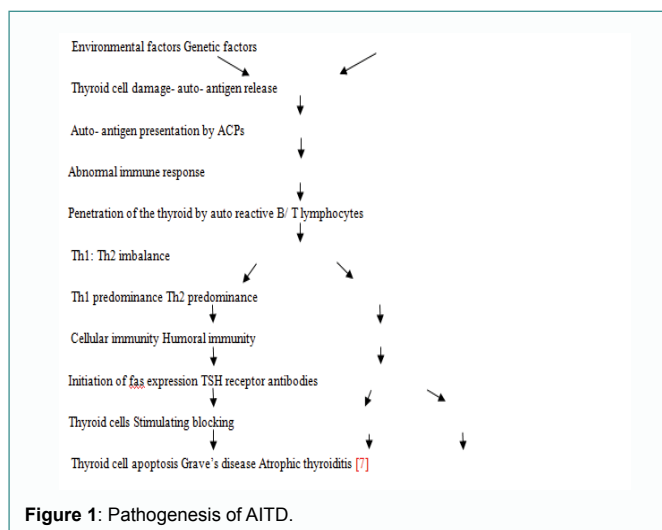 Environmental factors Genetic factors
Thyroid cell damage- auto- antigen release
Auto- antigen presentation by ACPs
Abnormal immune response
Penetration of the thyroid by auto reactive B/ T lymphocytes
Th1: Th2 imbalance
Th1 predominance Th2 predominance
Cellular immunity Humoral immunity
Initiation of fas expression TSH receptor antibodies
Thyroid cells Stimulating blocking
Thyroid cell apoptosis Grave's disease Atrophic thyroiditis [7]
Figure 1: Pathogenesis of AITD.